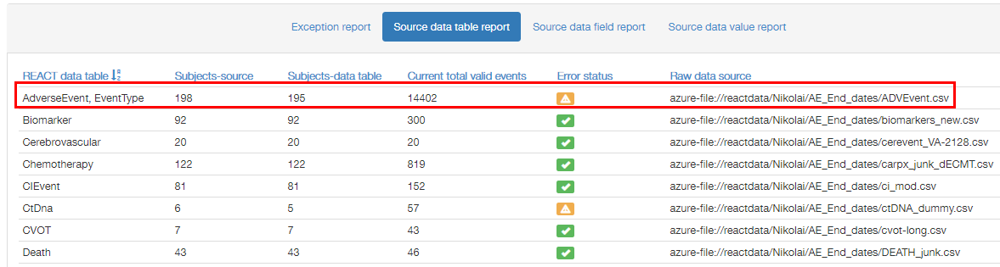 Exception report Source data table report Source data field report Source data value report
REACT data table Subjects-source Subjects-data table Current total valid events Error status Raw data source
AdverseEvent, EventType 198 195 14402 azure-file://reactdata/Nikolai/AE_End_dates/ADVEvent.csv
Biomarker 92 92 300 azure-file://reactdata/Nikolai/AE_End_dates/biomarkers_new.csv
Cerebrovascular 20 20 20 azure-file://reactdata/Nikolai/AE_End_dates/cerevent_VA-2128.csv
Chemotherapy 122 122 819 azure-file://reactdata/Nikolai/AE_End_dates/carpx_junk_dECMT.csv
CIEvent 81 81 152 azure-file://reactdata/Nikolai/AE_End_dates/ci_mod.csv
CtDna 6 5 57 azure-file://reactdata/Nikolai/AE_End_dates/ctDNA_dummy.csv
CVOT 7 7 43 azure-file://reactdata/Nikolai/AE_End_dates/cvot-long.csv
Death 43 43 46 azure-file://reactdata/Nikolai/AE_End_dates/DEATH_junk.csv